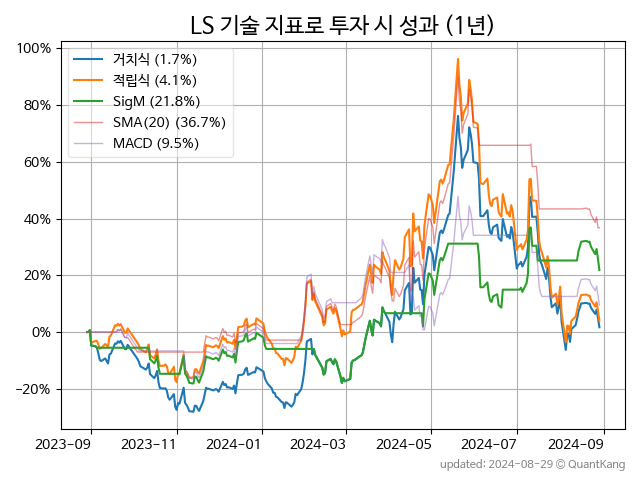 LS 기술 지표로 투자 시 성과 (1년)
거치식 (1.7%)
적립식 (4.1%)
SigM (21.8%)
SMA(20) (36.7%)
MACD (9.5%)
100%
80%
60%
40%
20%
0%
−20%
2023-09 2023-11 2024-01 2024-03 2024-05 2024-07 2024-09
updated: 2024-08-29 © QuantKang